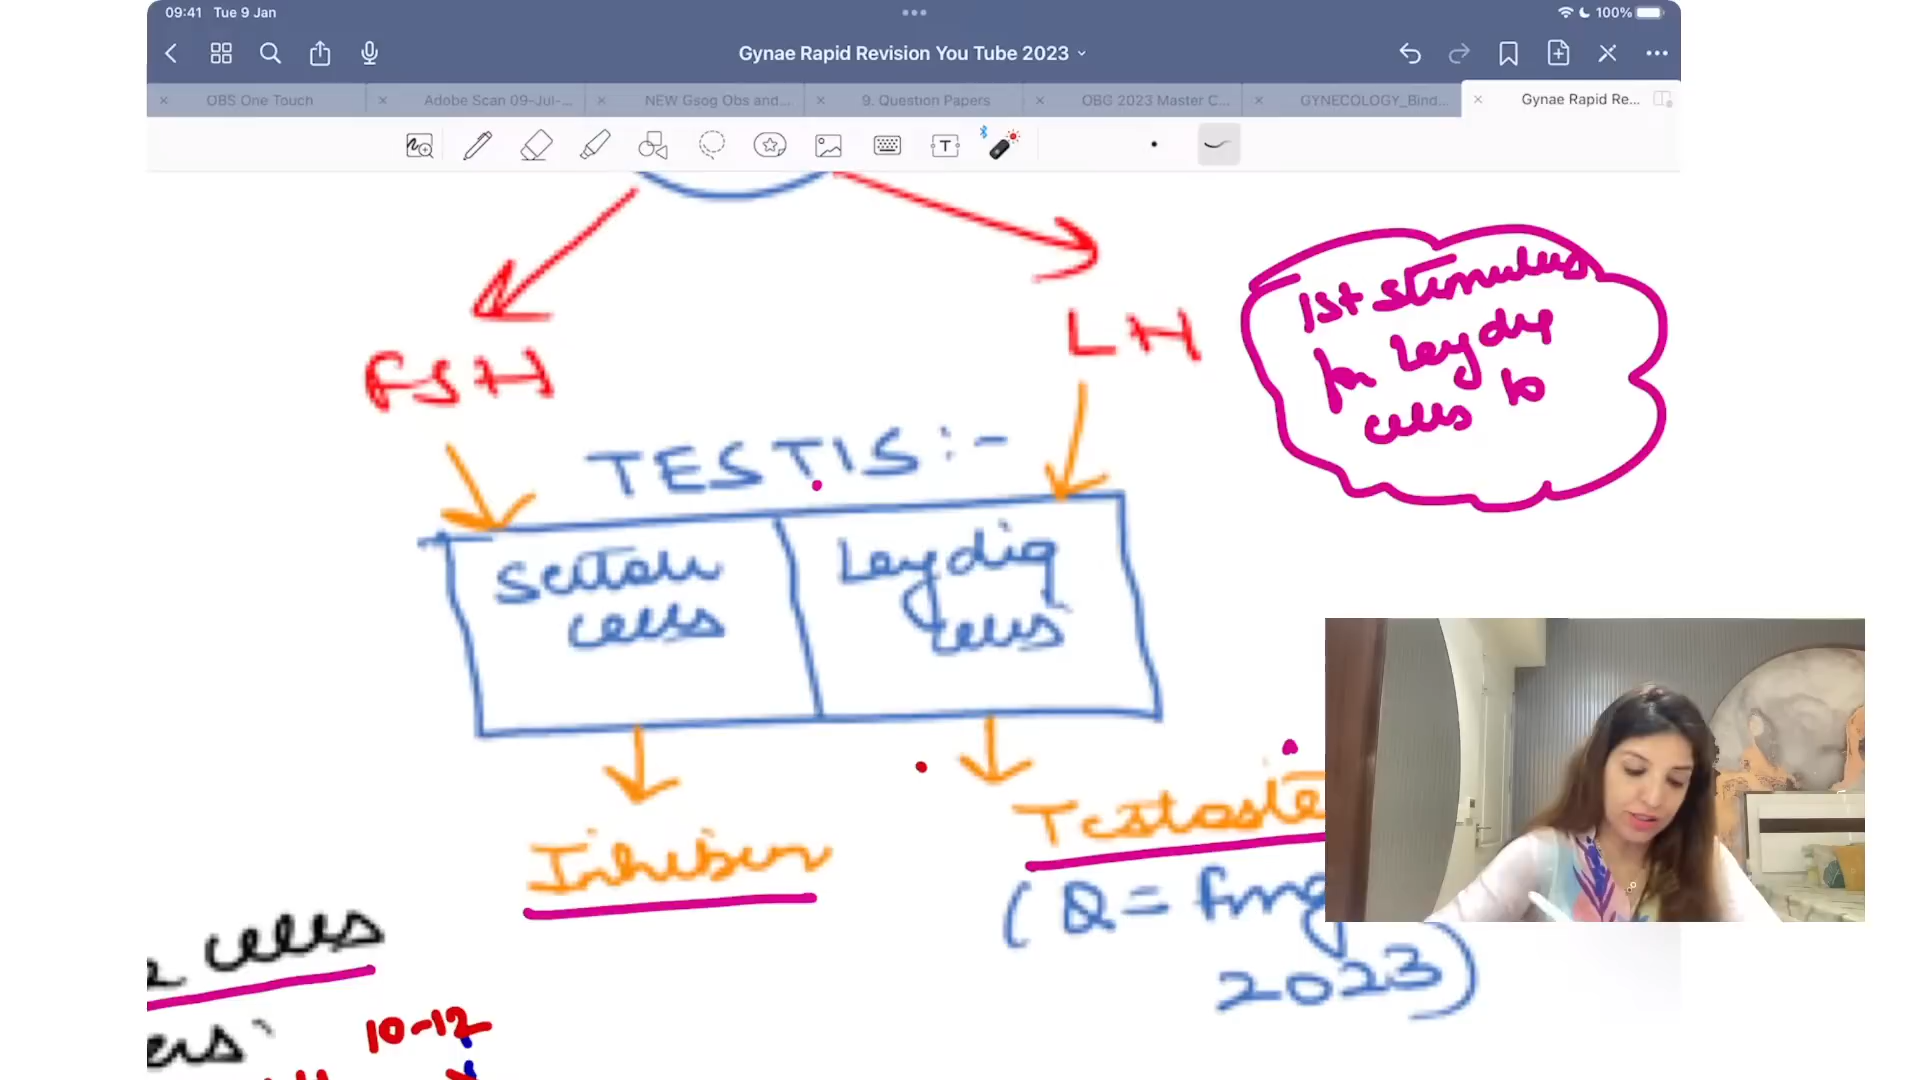 09:41 Tue 9 Jan
100%
Gynae Rapid Revision You Tube 2023
OBS One Touch
Adobe Scan 09-Jul-...
NEW Gsog Obs and...
9. Question Papers
OBG 2023 Master C...
GYNECOLOGY_Bind...
Gynae Rapid Re...
T
FSH
LH
1st stimulus
for Leydig
cells to
TESTIS:-
Sertoli
cells
Leydig
cells
Inhibin
Testoste
(Q = fmg
2023)
cells
10-12